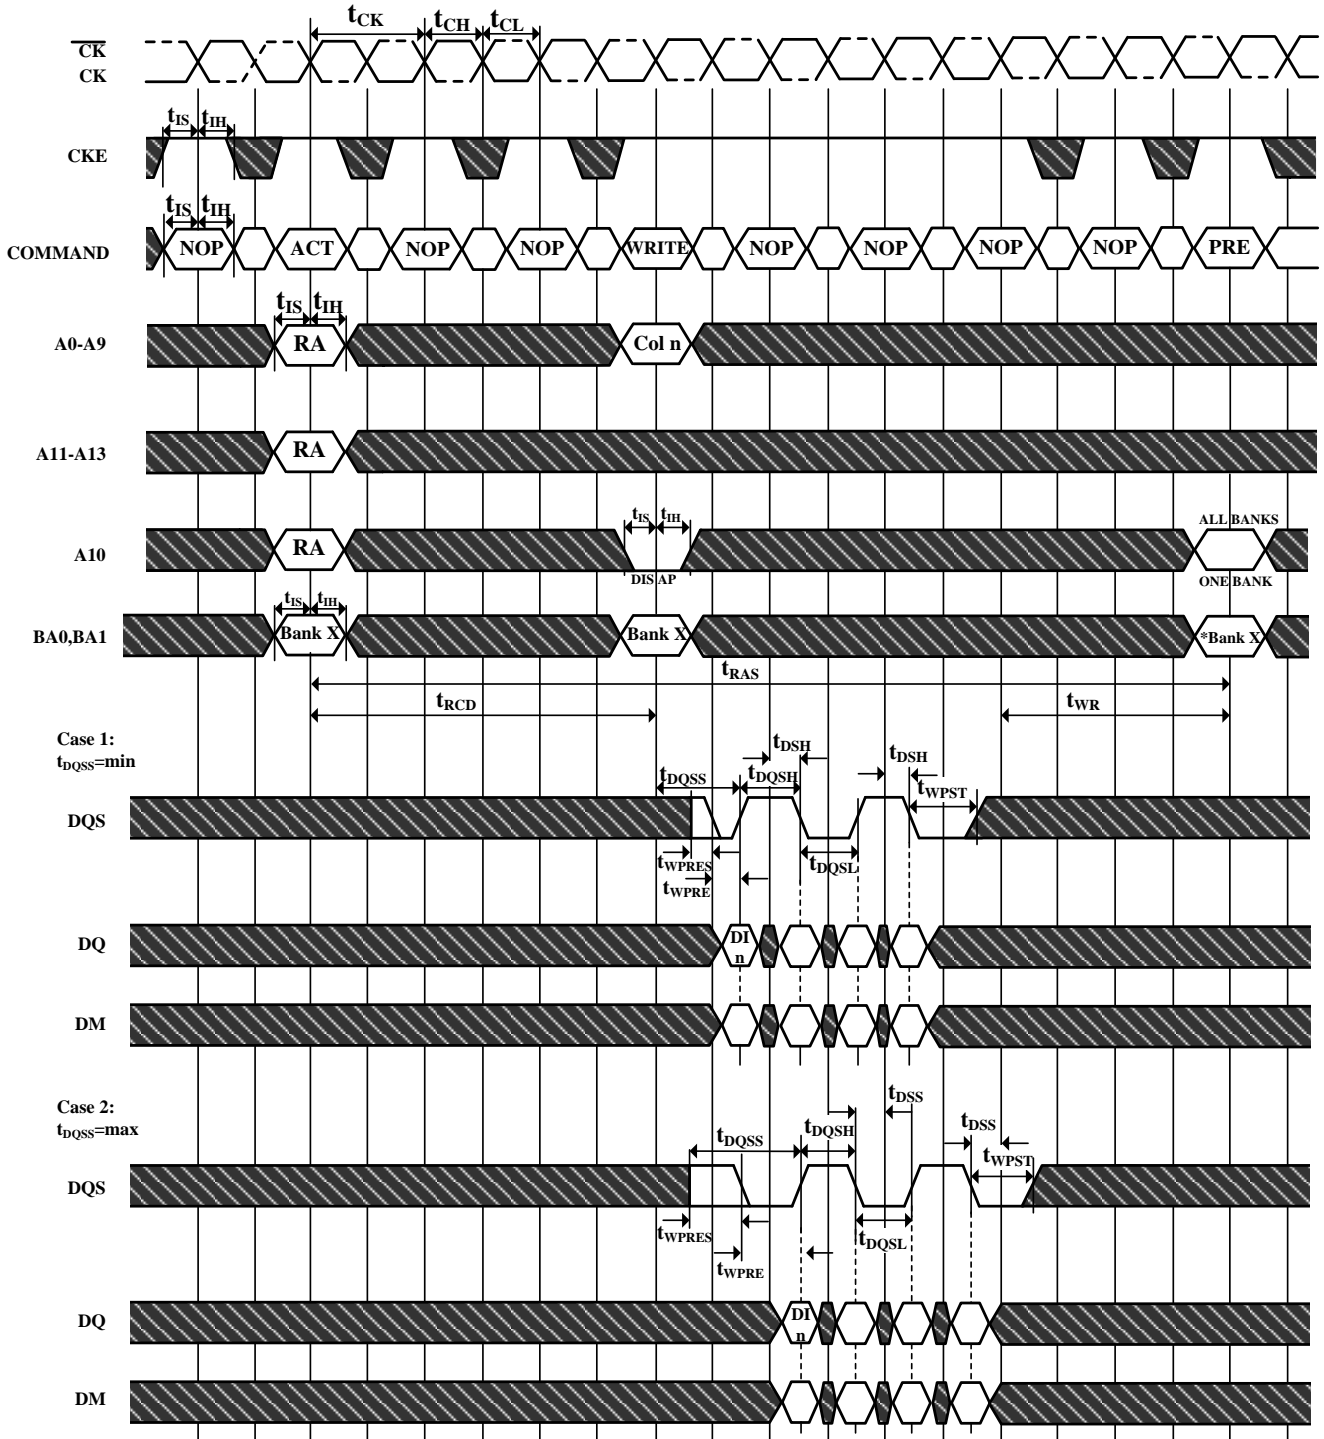 tCK tCH tCL
CK
CK
tIS tIH
CKE
tIS tIH
COMMAND NOP ACT NOP NOP WRITE NOP NOP NOP NOP PRE
tIS tIH
A0-A9 RA Col n
A11-A13 RA
tIS tIH ALL BANKS
A10 RA
DIS AP ONE BANK
tIS tIH
BA0,BA1 Bank X Bank X *Bank X
tRAS
tRCD tWR
Case 1:
tDQSS=min
tDSH tDSH
tDQSS tDQSH tWPST
DQS
tWPRES tDQSL
tWPRE
DQ DI
n
DM
Case 2:
tDQSS=max
tDSS tDSS
tDQSS tDQSH tWPST
DQS
tWPRES tDQSL
tWPRE
DQ DI
n
DM